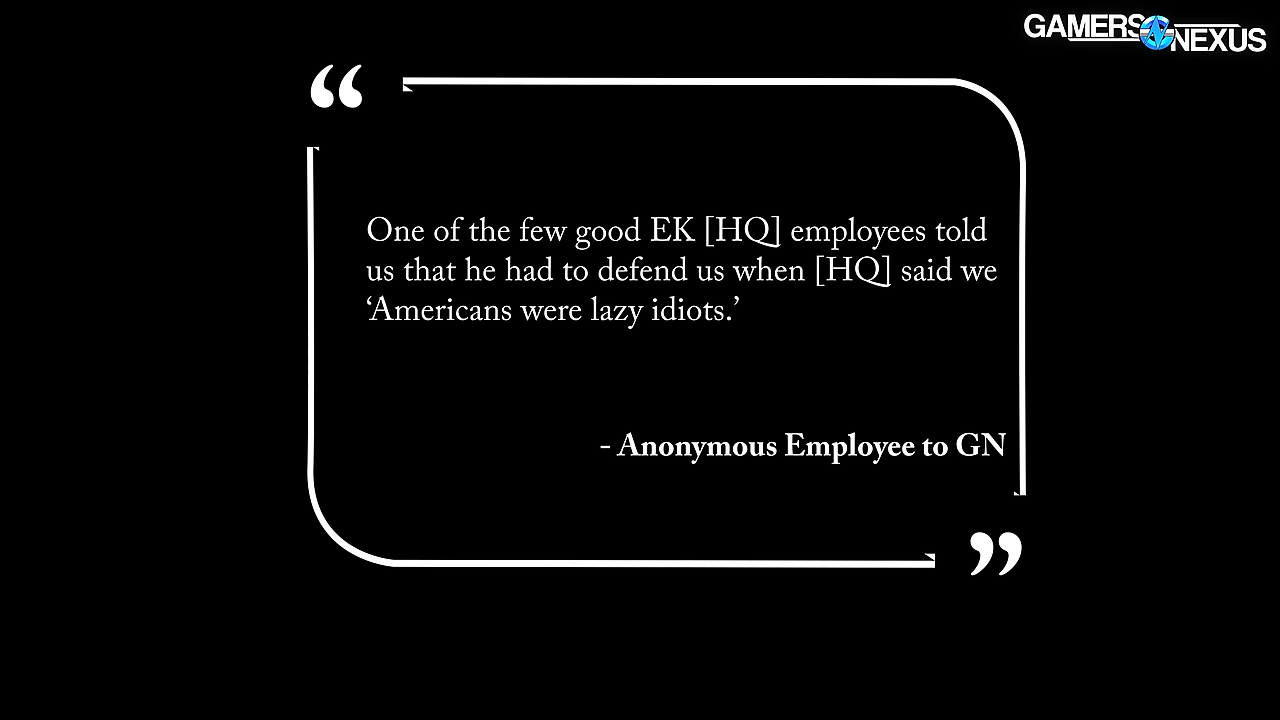 GAMERS NEXUS
“
One of the few good EK [HQ] employees told
us that he had to defend us when [HQ] said we
‘Americans were lazy idiots.’
- Anonymous Employee to GN
”